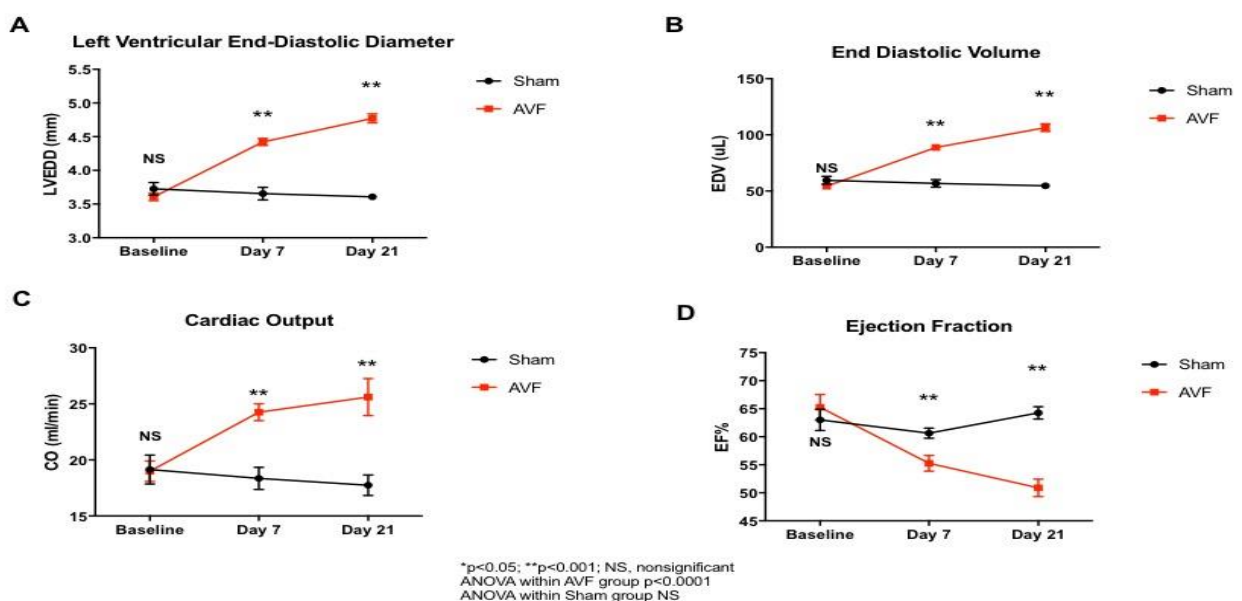 A
Left Ventricular End-Diastolic Diameter
5.5
5.0
4.5
4.0
3.5
3.0
LVEDD (mm)
NS
**
**
Baseline
Day 7
Day 21
Sham
AVF
B
End Diastolic Volume
150
100
50
0
EDV (uL)
NS
**
**
Baseline
Day 7
Day 21
Sham
AVF
C
Cardiac Output
30
25
20
15
CO (ml/min)
NS
**
**
Baseline
Day 7
Day 21
Sham
AVF
D
Ejection Fraction
75
70
65
60
55
50
45
EF%
NS
**
**
Baseline
Day 7
Day 21
Sham
AVF
*p<0.05; **p<0.001; NS, nonsignificant
ANOVA within AVF group p<0.0001
ANOVA within Sham group NS